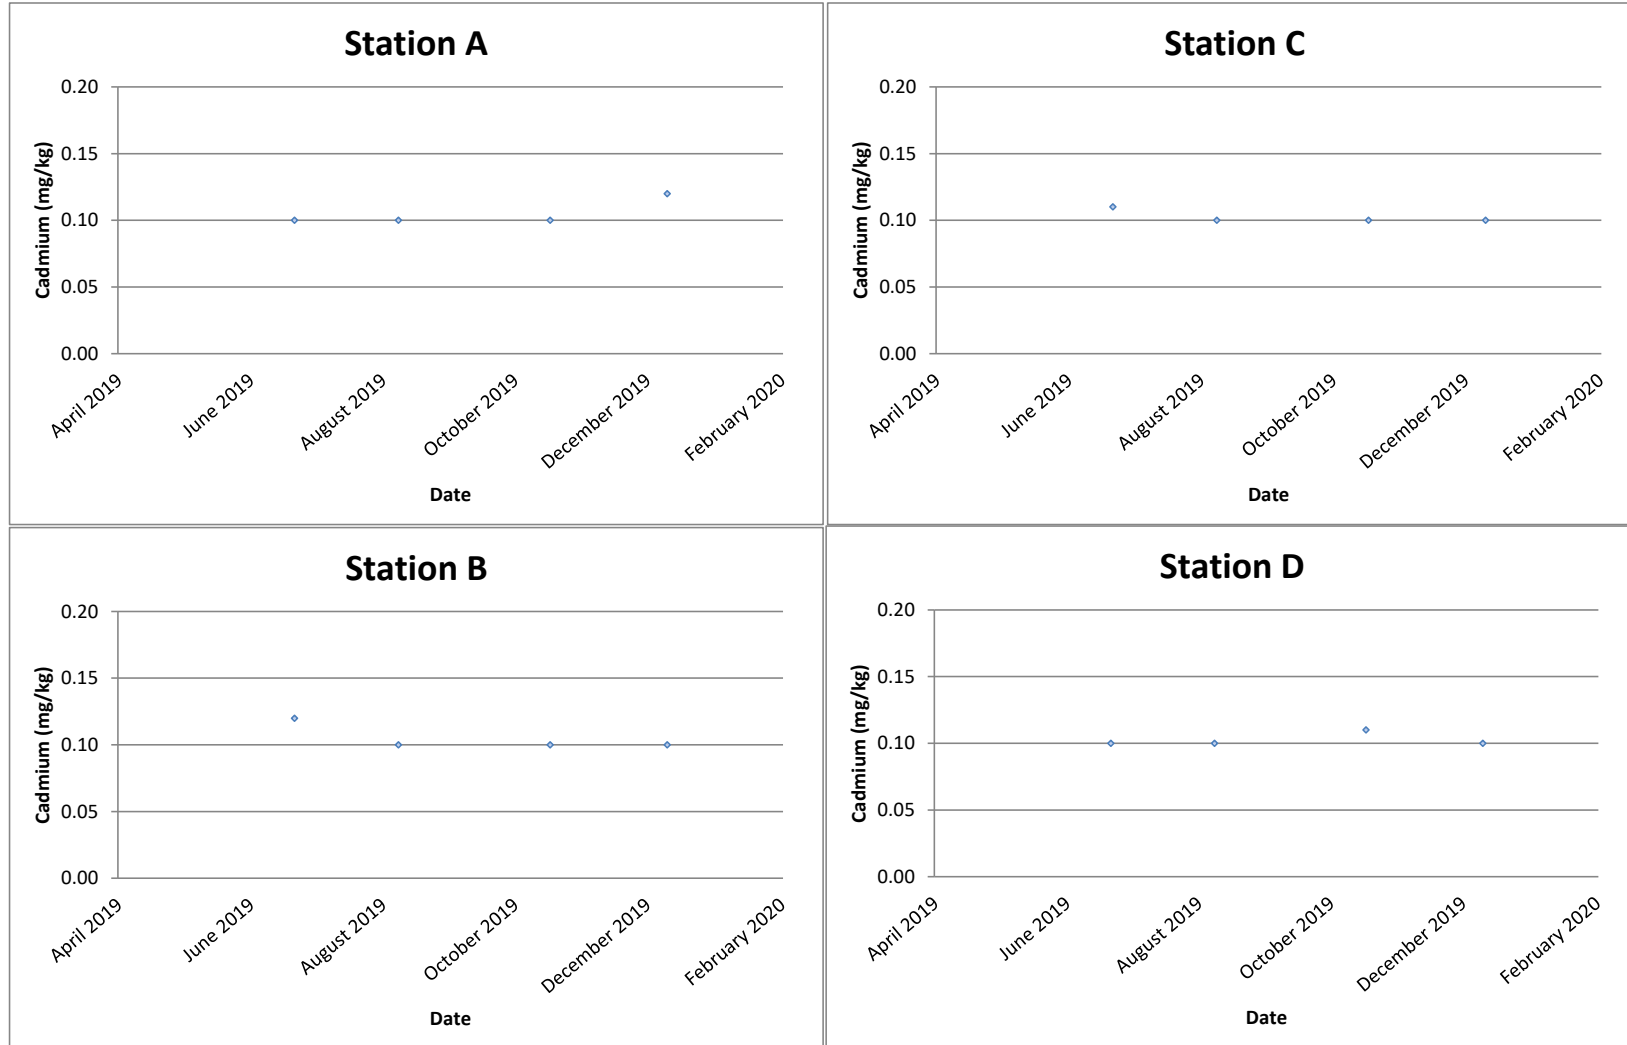 Station A
Cadmium (mg/kg)
0.20
0.15
0.10
0.05
0.00
April 2019
June 2019
August 2019
October 2019
December 2019
February 2020
Date
Station C
Cadmium (mg/kg)
0.20
0.15
0.10
0.05
0.00
April 2019
June 2019
August 2019
October 2019
December 2019
February 2020
Date
Station B
Cadmium (mg/kg)
0.20
0.15
0.10
0.05
0.00
April 2019
June 2019
August 2019
October 2019
December 2019
February 2020
Date
Station D
Cadmium (mg/kg)
0.20
0.15
0.10
0.05
0.00
April 2019
June 2019
August 2019
October 2019
December 2019
February 2020
Date